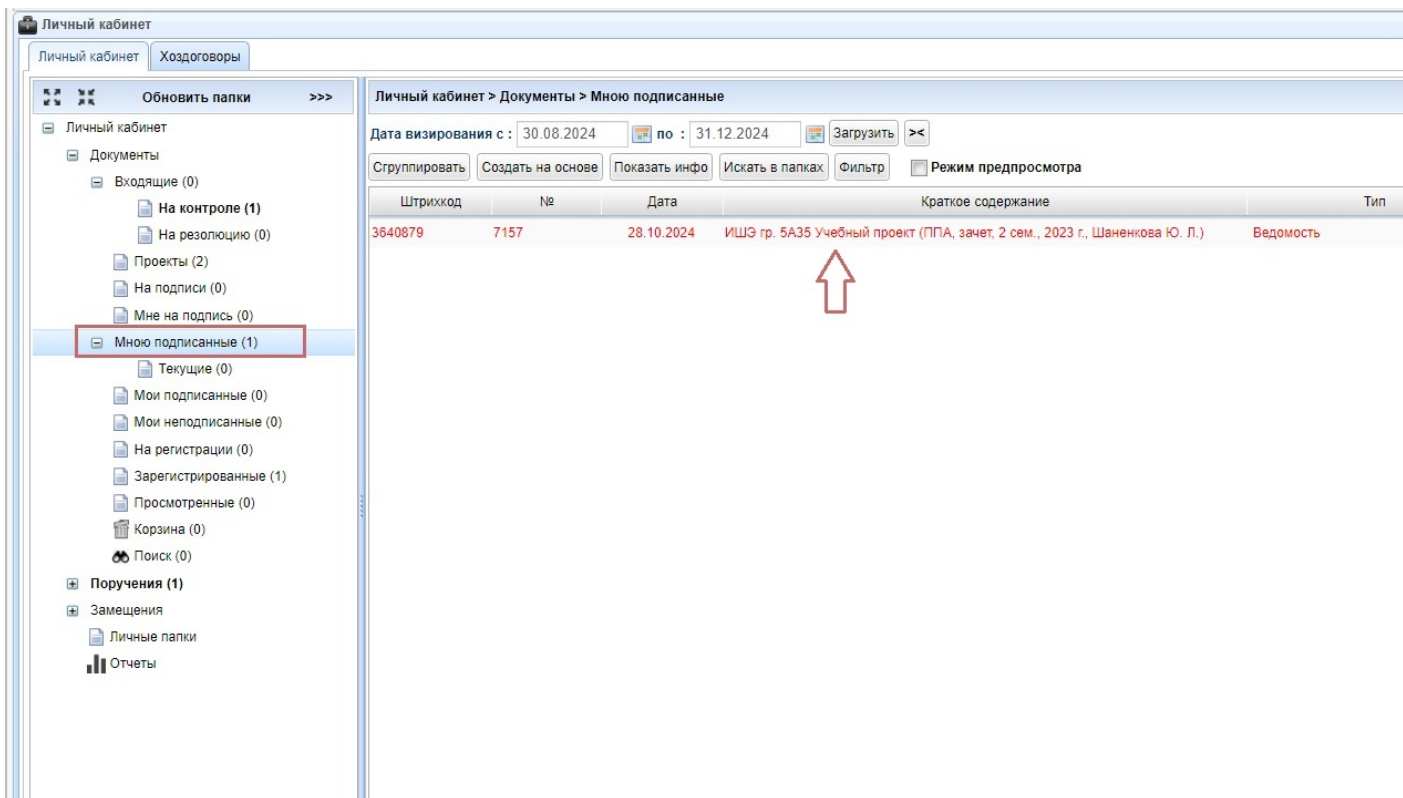 Личный кабинет
Личный кабинет Хоздоговоры
Обновить папки >>>
Личный кабинет
Документы
Входящие (0)
На контроле (1)
На резолюцию (0)
Проекты (2)
На подписи (0)
Мне на подпись (0)
Мною подписанные (1)
Текущие (0)
Мои подписанные (0)
Мои неподписанные (0)
На регистрации (0)
Зарегистрированные (1)
Просмотренные (0)
Корзина (0)
Поиск (0)
Поручения (1)
Замещения
Личные папки
Отчеты
Личный кабинет > Документы > Мною подписанные
Дата визирования с : 30.08.2024 по : 31.12.2024 Загрузить ><
Сгруппировать Создать на основе Показать инфо Искать в папках Фильтр Режим предпросмотра
Штрихкод № Дата Краткое содержание Тип
3640879 7157 28.10.2024 ИШЭ гр. 5А35 Учебный проект (ППА, зачет, 2 сем., 2023 г., Шаненкова Ю. Л.) Ведомость